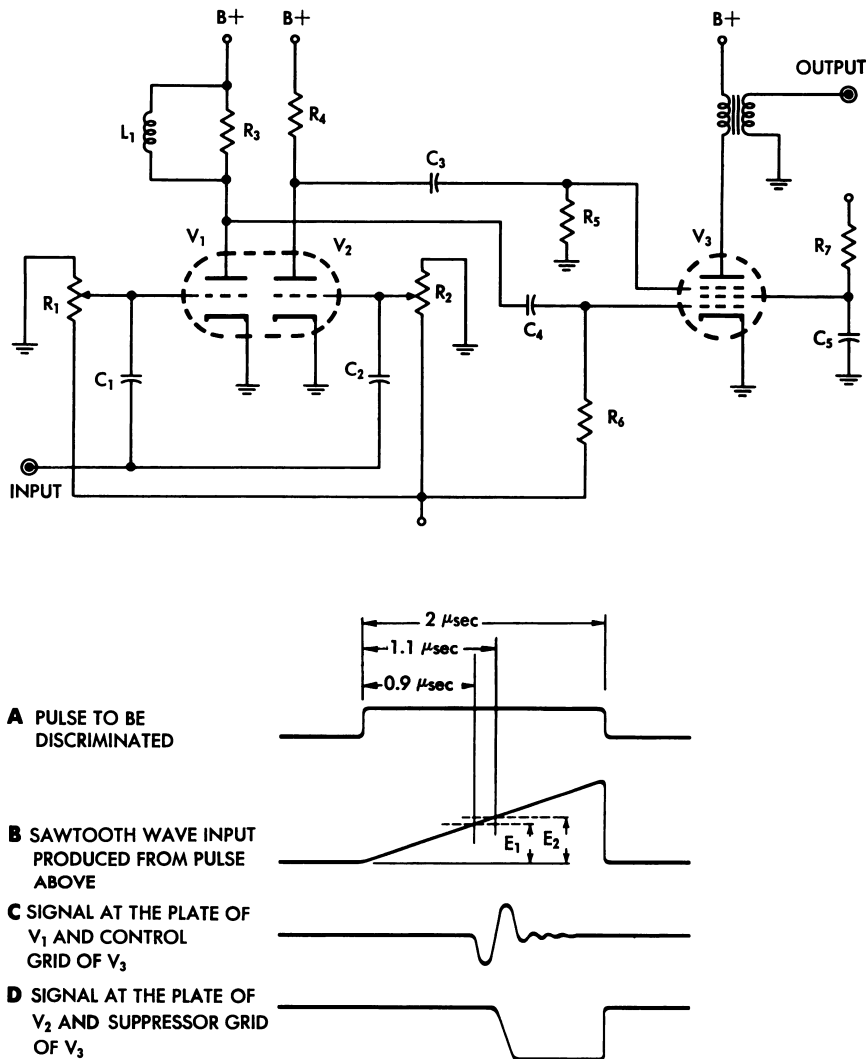 B+ B+ B+
OUTPUT
L1 R3 R4
C3
V1 V2 R5 V3 R7
R1 R2
C4 C5
C1 C2
R6
INPUT
2 μsec
1.1 μsec
0.9 μsec
A PULSE TO BE
DISCRIMINATED
B SAWTOOTH WAVE INPUT
PRODUCED FROM PULSE
ABOVE
E1 E2
C SIGNAL AT THE PLATE OF
V1 AND CONTROL
GRID OF V3
D SIGNAL AT THE PLATE OF
V2 AND SUPPRESSOR GRID
OF V3